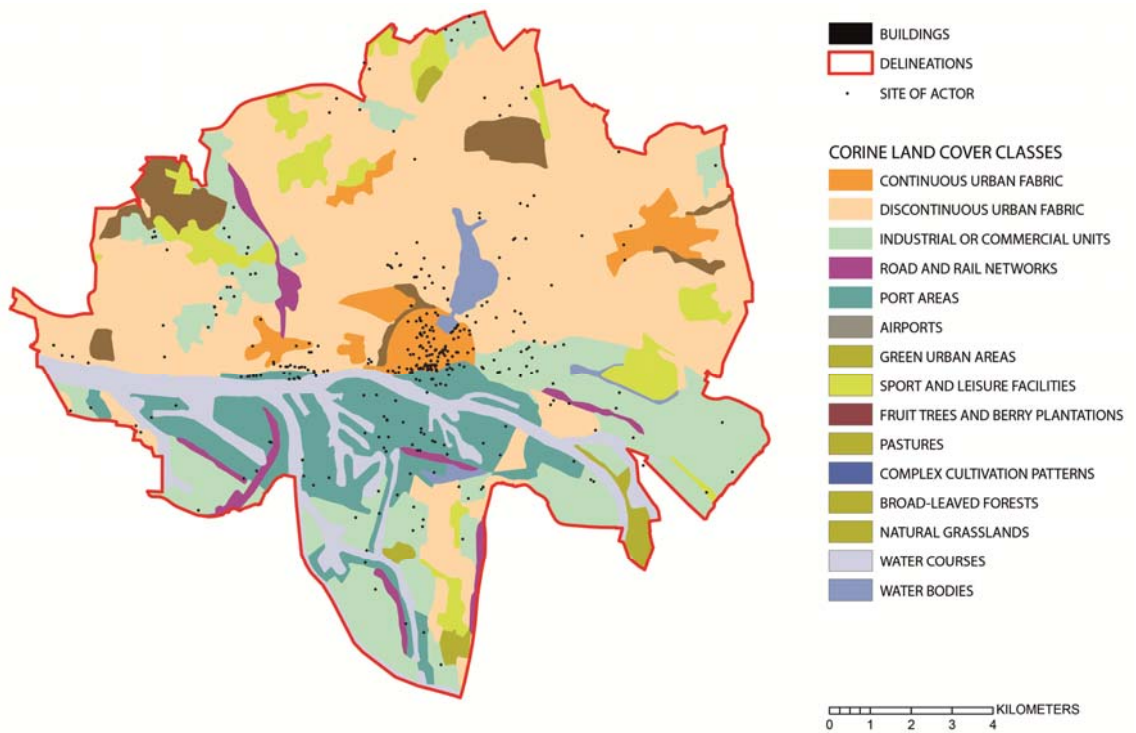 BUILDINGS
DELINEATIONS
SITE OF ACTOR
CORINE LAND COVER CLASSES
CONTINUOUS URBAN FABRIC
DISCONTINUOUS URBAN FABRIC
INDUSTRIAL OR COMMERCIAL UNITS
ROAD AND RAIL NETWORKS
PORT AREAS
AIRPORTS
GREEN URBAN AREAS
SPORT AND LEISURE FACILITIES
FRUIT TREES AND BERRY PLANTATIONS
PASTURES
COMPLEX CULTIVATION PATTERNS
BROAD-LEAVED FORESTS
NATURAL GRASSLANDS
WATER COURSES
WATER BODIES
KILOMETERS
0 1 2 3 4